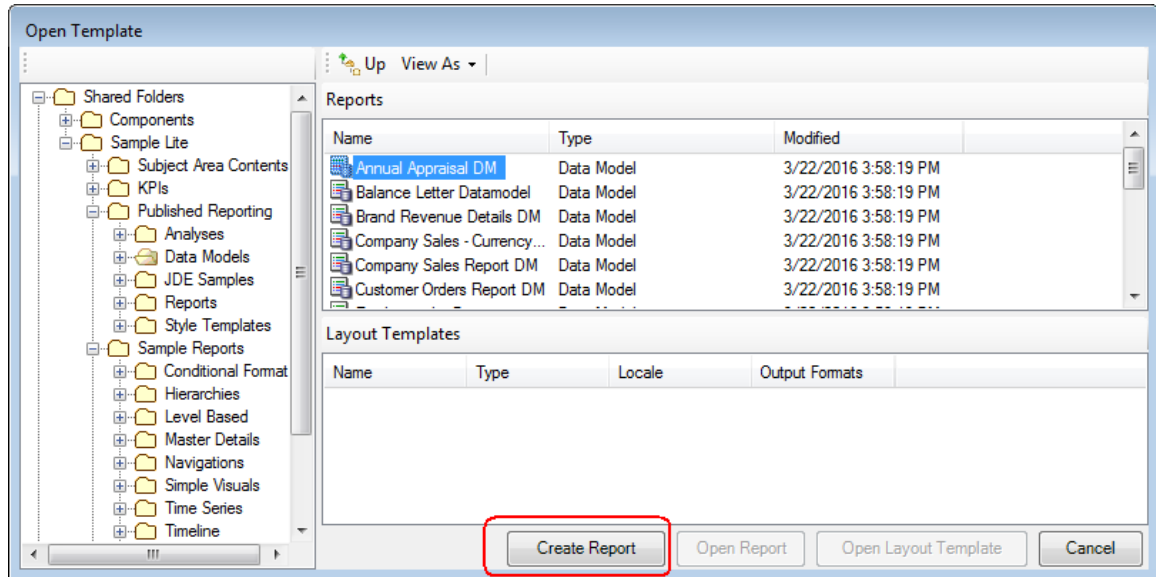 Open Template
Up View As
Shared Folders
Components
Sample Lite
Subject Area Contents
KPIs
Published Reporting
Analyses
Data Models
JDE Samples
Reports
Style Templates
Sample Reports
Conditional Format
Hierarchies
Level Based
Master Details
Navigations
Simple Visuals
Time Series
Timeline
Reports
Name Type Modified
Annual Appraisal DM Data Model 3/22/2016 3:58:19 PM
Balance Letter Datamodel Data Model 3/22/2016 3:58:19 PM
Brand Revenue Details DM Data Model 3/22/2016 3:58:19 PM
Company Sales - Currency... Data Model 3/22/2016 3:58:19 PM
Company Sales Report DM Data Model 3/22/2016 3:58:19 PM
Customer Orders Report DM Data Model 3/22/2016 3:58:19 PM
Layout Templates
Name Type Locale Output Formats
Create Report Open Report Open Layout Template Cancel